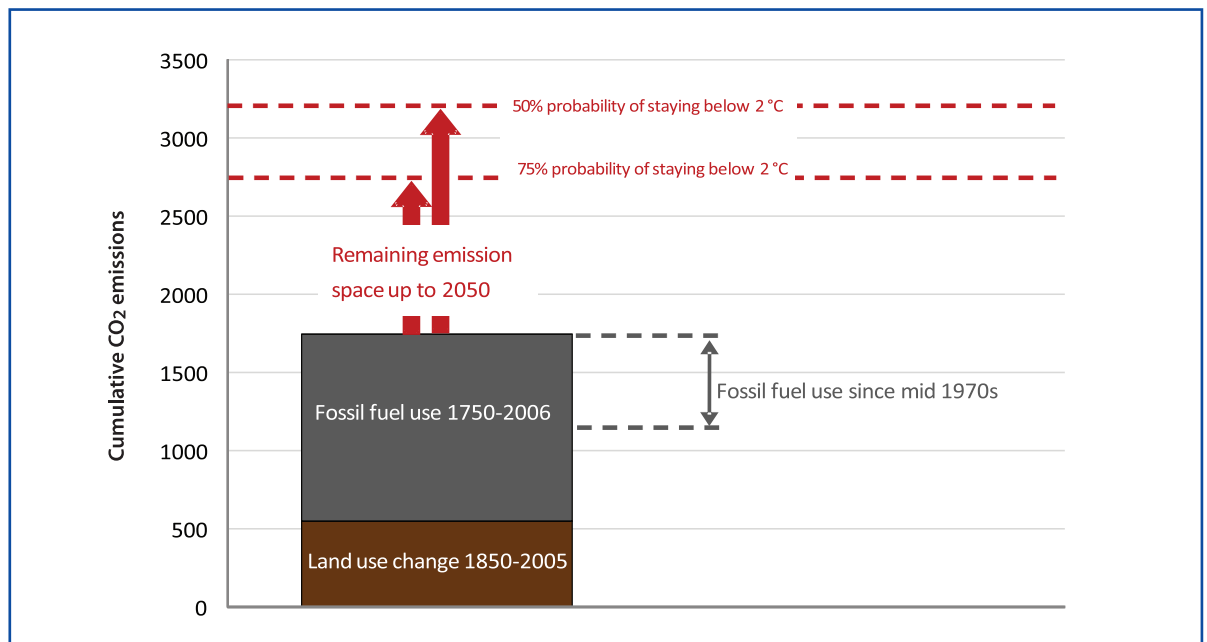 3500
50% probability of staying below 2 °C
3000
75% probability of staying below 2 °C
2500
Remaining emission
space up to 2050
2000
Cumulative CO2 emissions
1500
Fossil fuel use since mid 1970s
Fossil fuel use 1750-2006
1000
500
Land use change 1850-2005
0